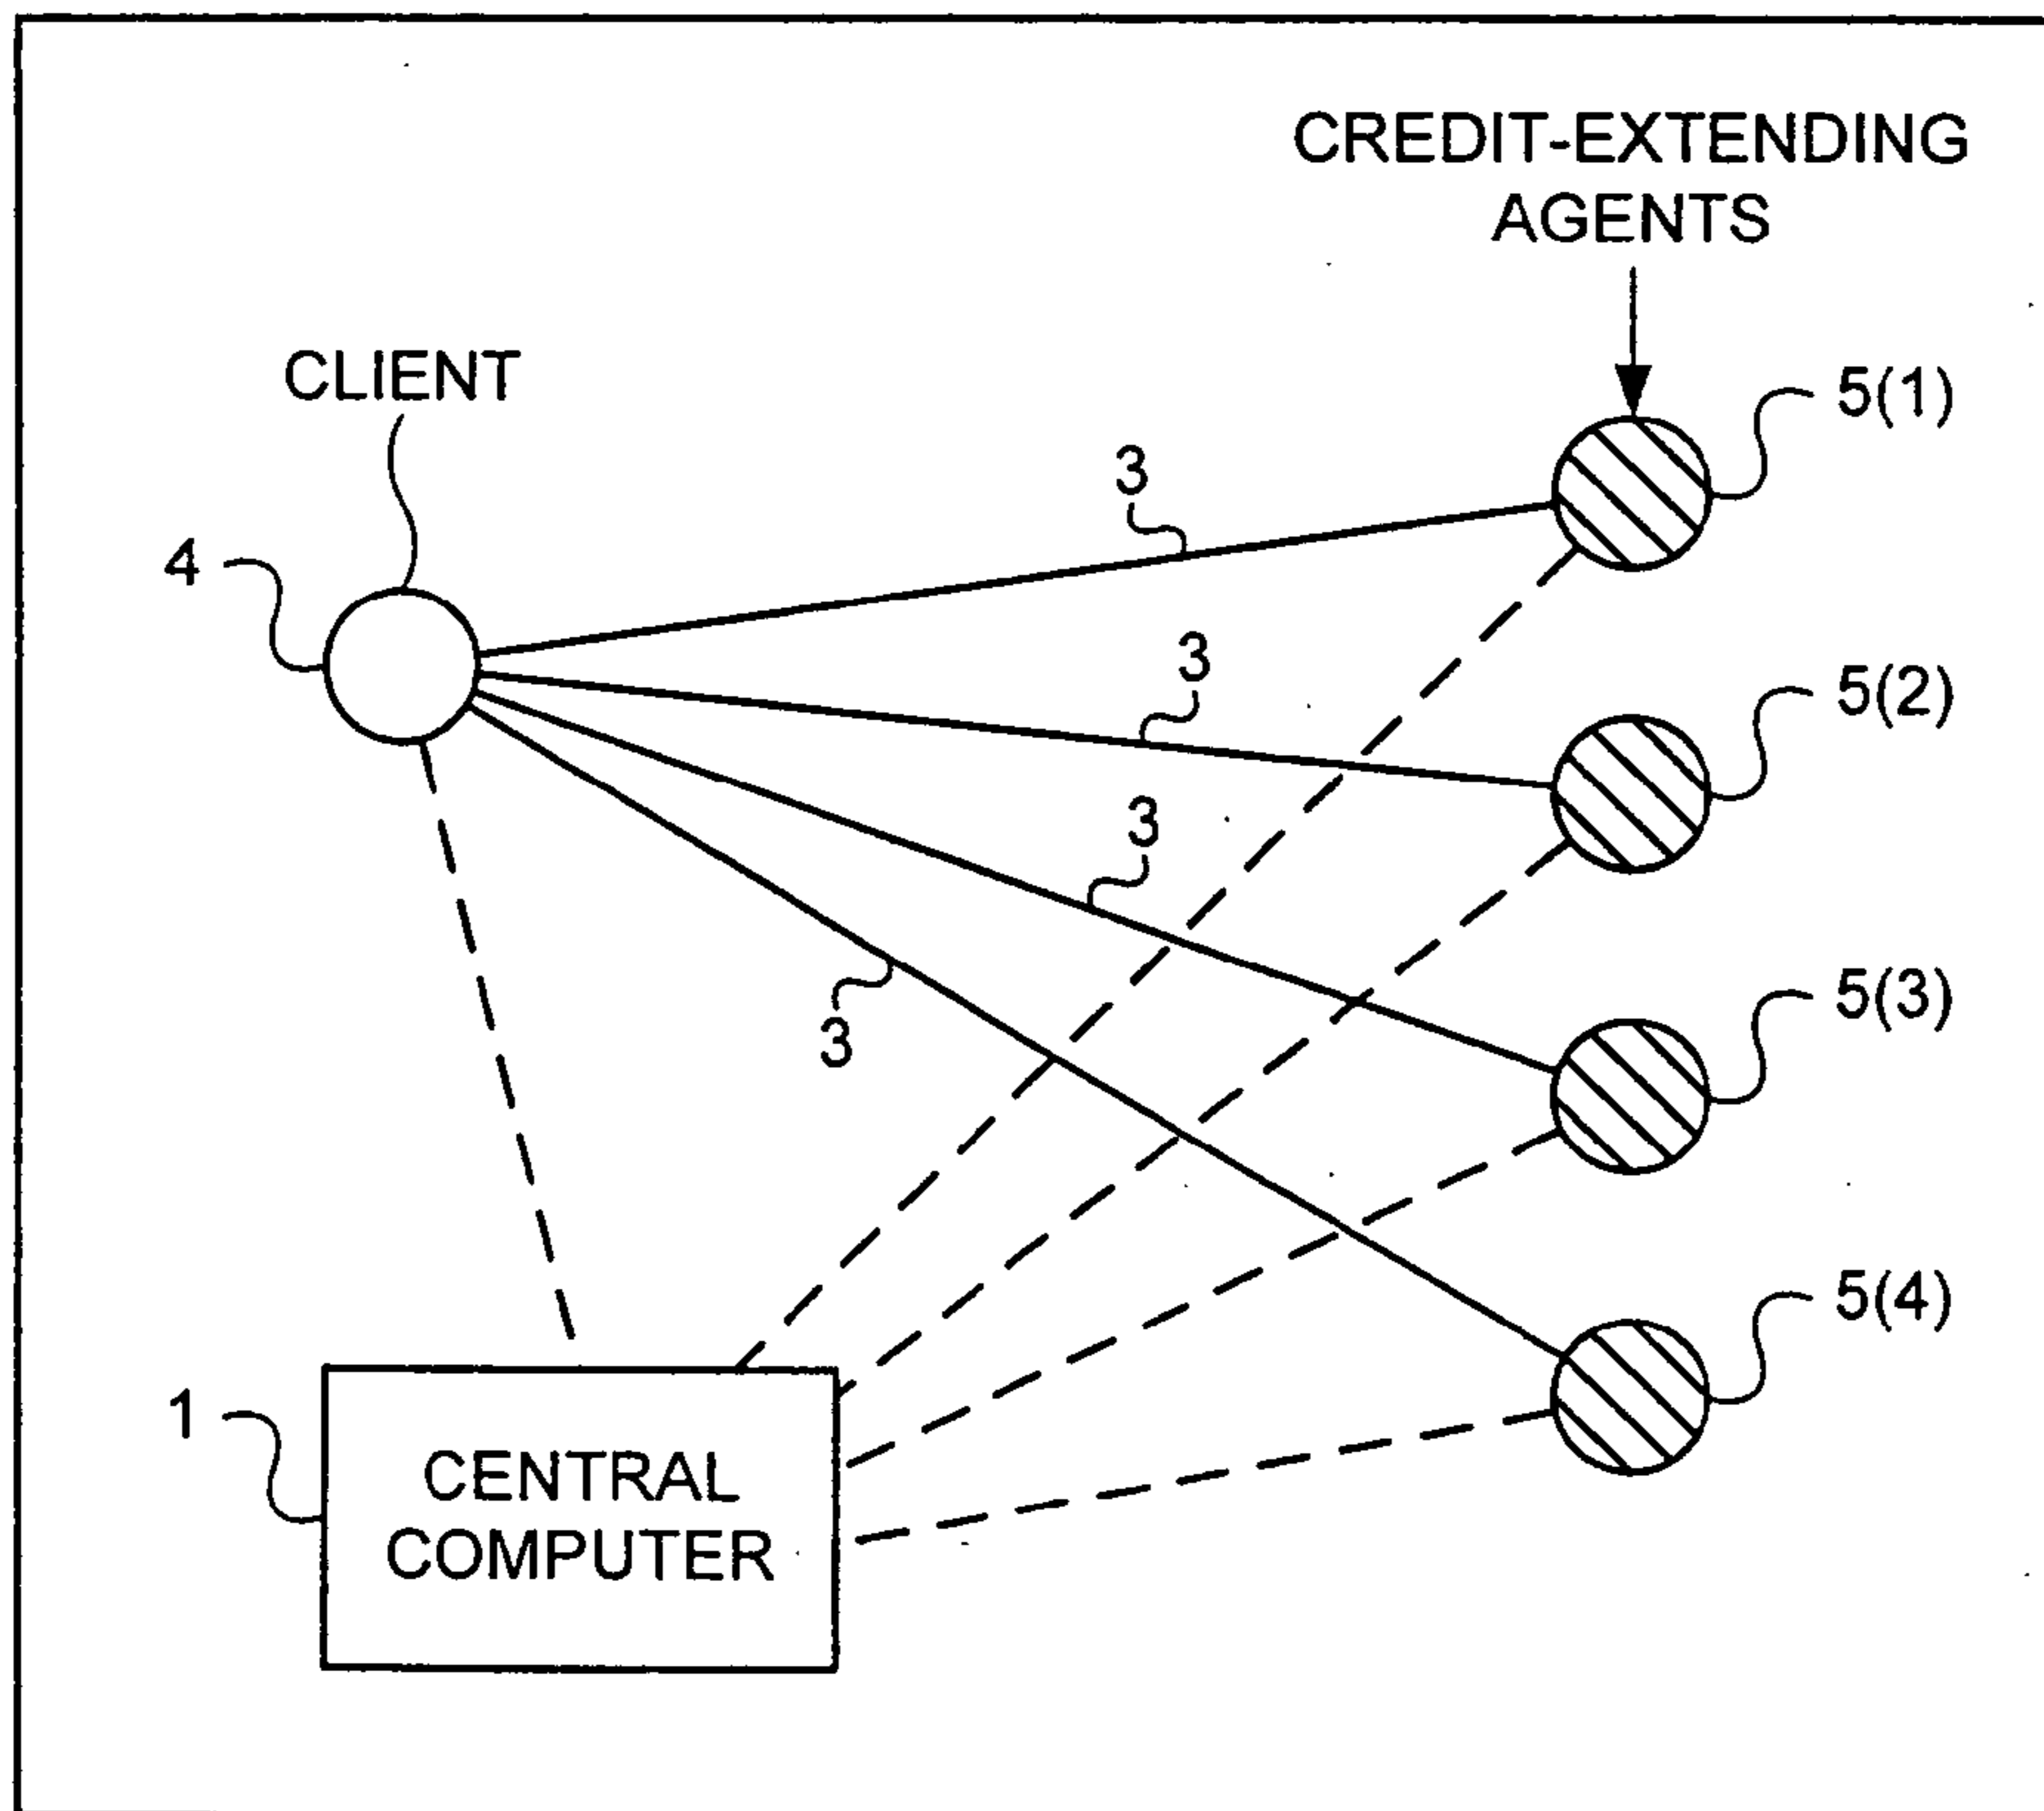 CREDIT-EXTENDING
AGENTS
CLIENT
5(1)
3
4
3
5(2)
3
5(3)
3
5(4)
1
CENTRAL
COMPUTER